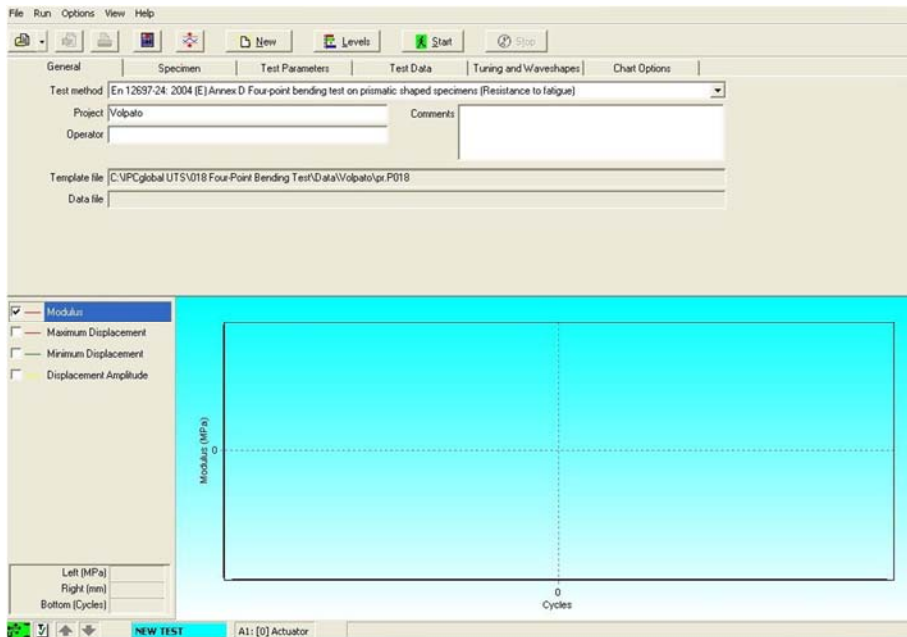 File Run Options View Help
New Levels Start Stop
General Specimen Test Parameters Test Data Tuning and Waveshapes Chart Options
Test method En 12697-24: 2004 (E) Annex D Four-point bending test on prismatic shaped specimens (Resistance to fatigue)
Project Volpato Comments
Operator
Template file C:\IPCglobal UTS\018 Four-Point Bending Test\Data\Volpato\pr.P018
Data file
Modulus
Maximum Displacement
Minimum Displacement
Displacement Amplitude
Modulus (MPa)
0
0
Cycles
Left (MPa)
Right (mm)
Bottom (Cycles)
NEW TEST A1: [0] Actuator